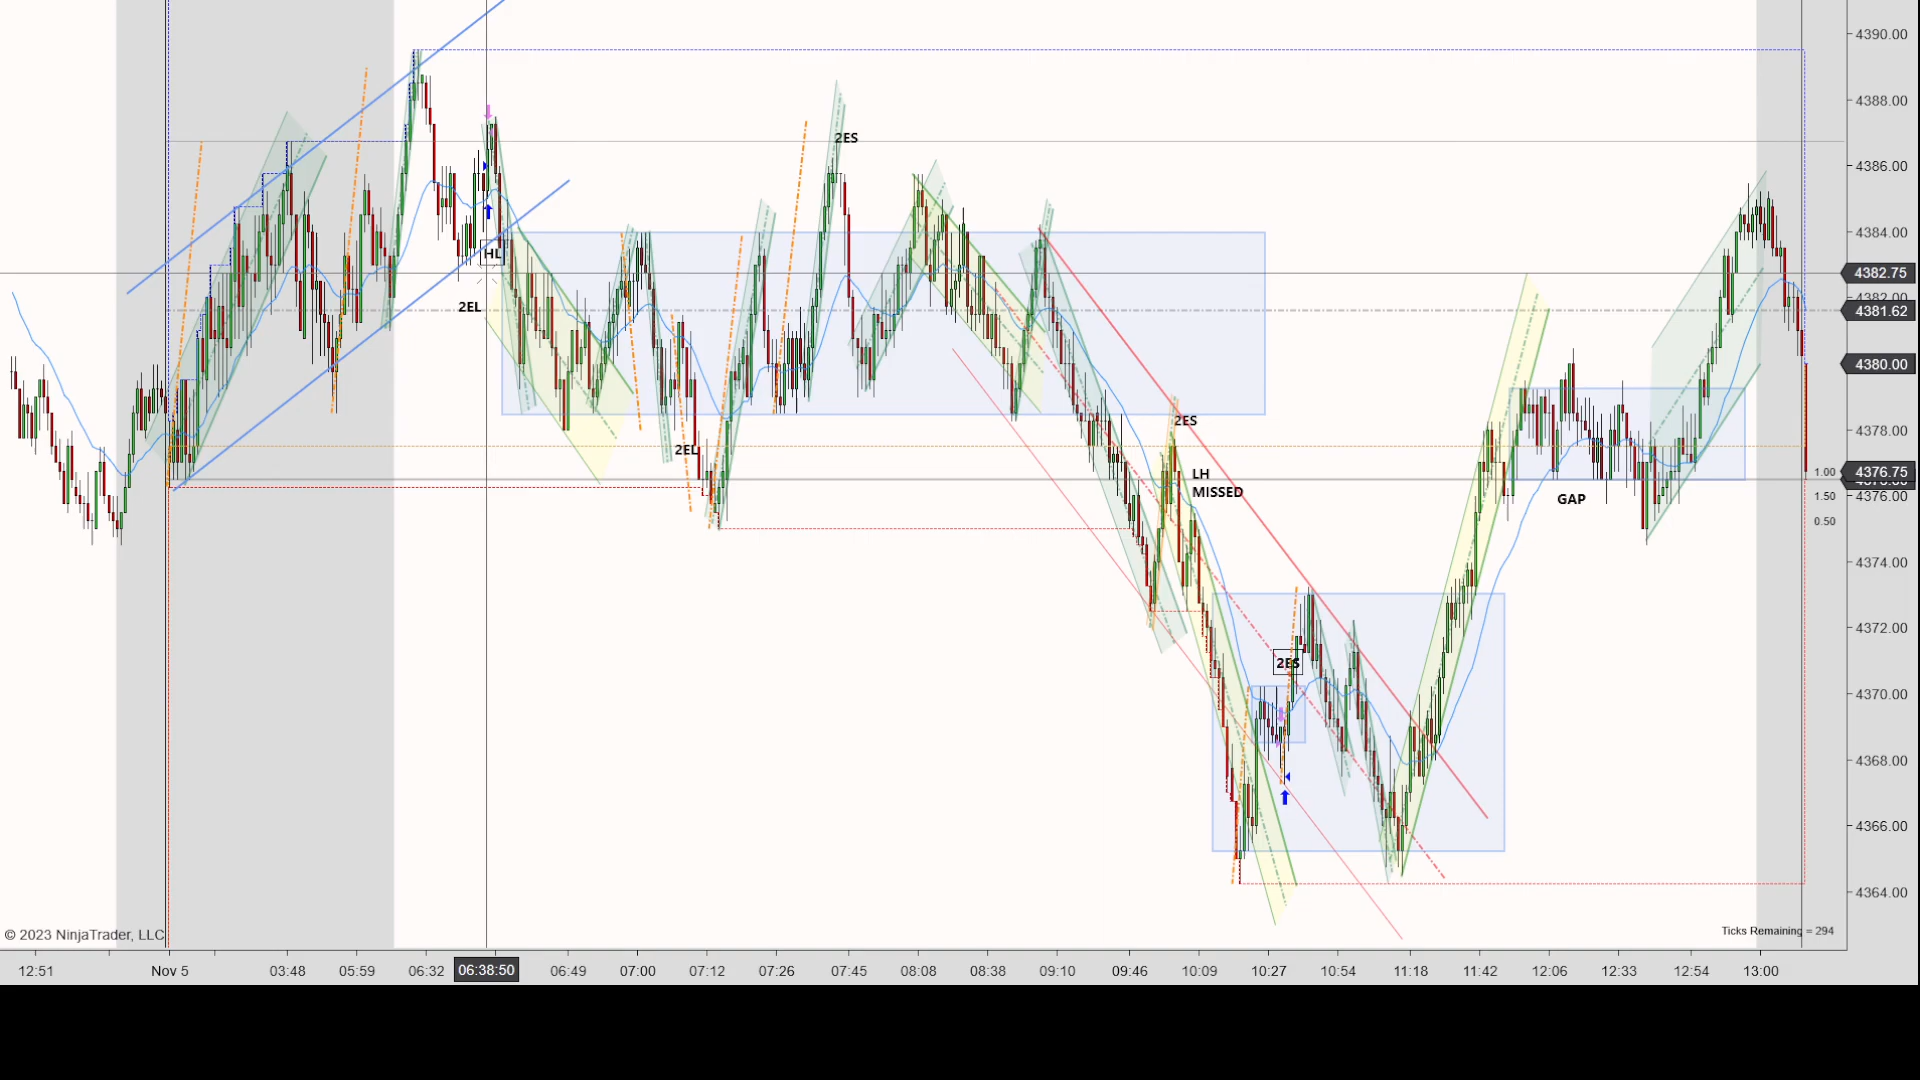 4390.00
4388.00
4386.00
4384.00
4382.75
4382.00
4381.62
4380.00
4378.00
4376.75
4376.00
4374.00
4372.00
4370.00
4368.00
4366.00
4364.00
1.00
1.50
0.50
2ES
HL
2EL
2EL
2ES
LH
MISSED
GAP
2ES
© 2023 NinjaTrader, LLC
Ticks Remaining = 294
12:51 Nov 5 03:48 05:59 06:32 06:38:50 06:49 07:00 07:12 07:26 07:45 08:08 08:38 09:10 09:46 10:09 10:27 10:54 11:18 11:42 12:06 12:33 12:54 13:00